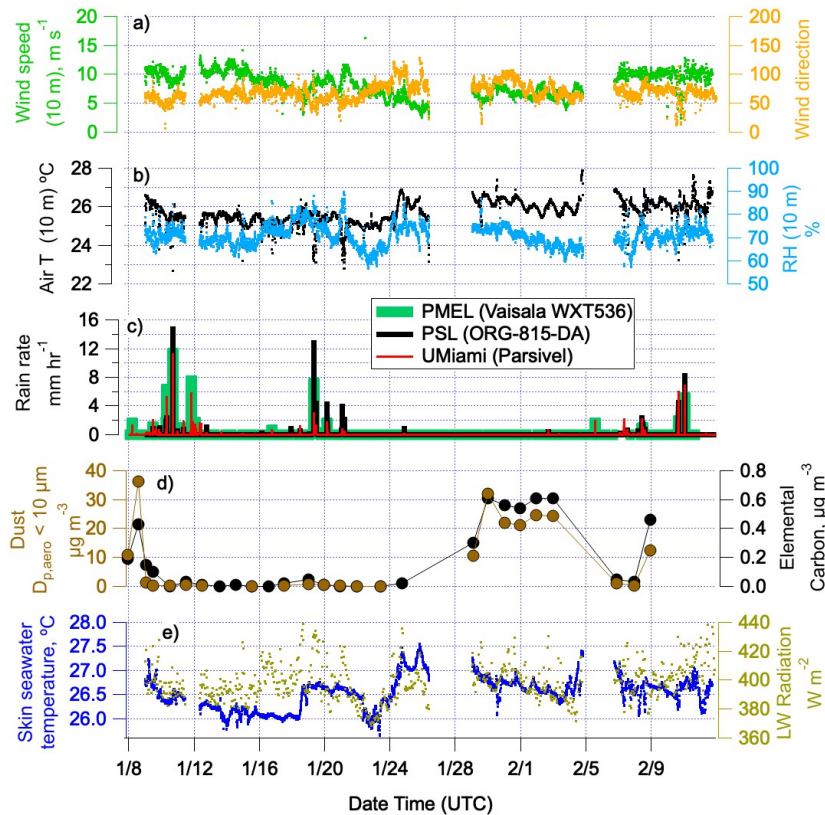 a)
Wind speed
(10 m), m s⁻¹
20
15
10
5
0
200
150
100
50
0
Wind direction
b)
Air T (10 m) ºC
28
26
24
22
100
90
80
70
60
50
RH (10 m)
%
c)
Rain rate
mm hr⁻¹
16
12
8
4
0
PMEL (Vaisala WXT536)
PSL (ORG-815-DA)
UMiami (Parsivel)
d)
Dust
D_p,aero < 10 µm
µg m⁻³
40
30
20
10
0
0.8
0.6
0.4
0.2
0.0
Elemental
Carbon, µg m⁻³
e)
Skin seawater
temperature, ºC
28.0
27.5
27.0
26.5
26.0
440
420
400
380
360
LW Radiation
W m⁻²
1/8 1/12 1/16 1/20 1/24 1/28 2/1 2/5 2/9
Date Time (UTC)